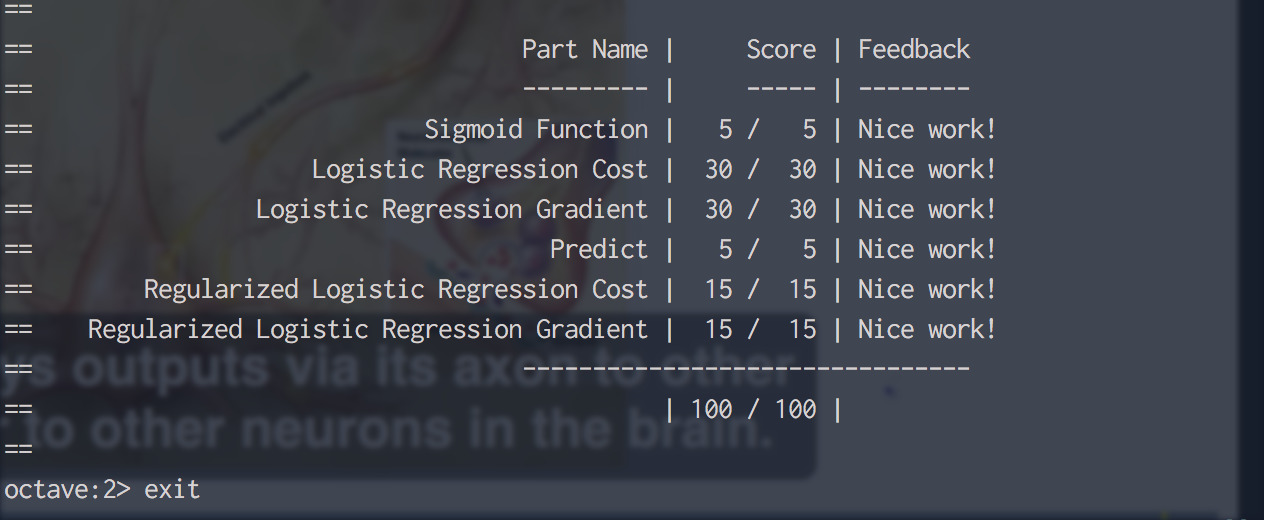 ==
== Part Name | Score | Feedback
== --------- | ----- | --------
== Sigmoid Function | 5 / 5 | Nice work!
== Logistic Regression Cost | 30 / 30 | Nice work!
== Logistic Regression Gradient | 30 / 30 | Nice work!
== Predict | 5 / 5 | Nice work!
== Regularized Logistic Regression Cost | 15 / 15 | Nice work!
== Regularized Logistic Regression Gradient | 15 / 15 | Nice work!
ys outputs via its axon to other
== --------------------------------
== | 100 / 100 |
to other neurons in the brain.
==
octave:2> exit